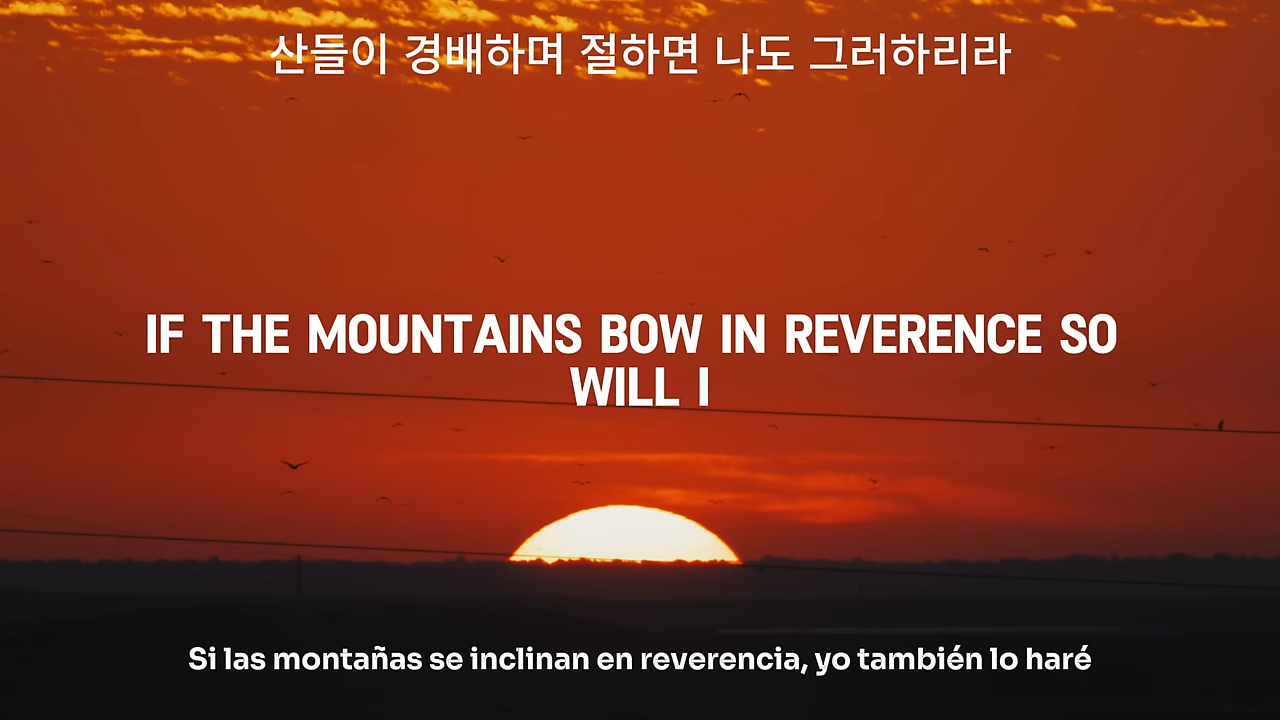 산들이 경배하며 절하면 나도 그러하리라
IF THE MOUNTAINS BOW IN REVERENCE SO
WILL I
Si las montañas se inclinan en reverencia, yo también lo haré